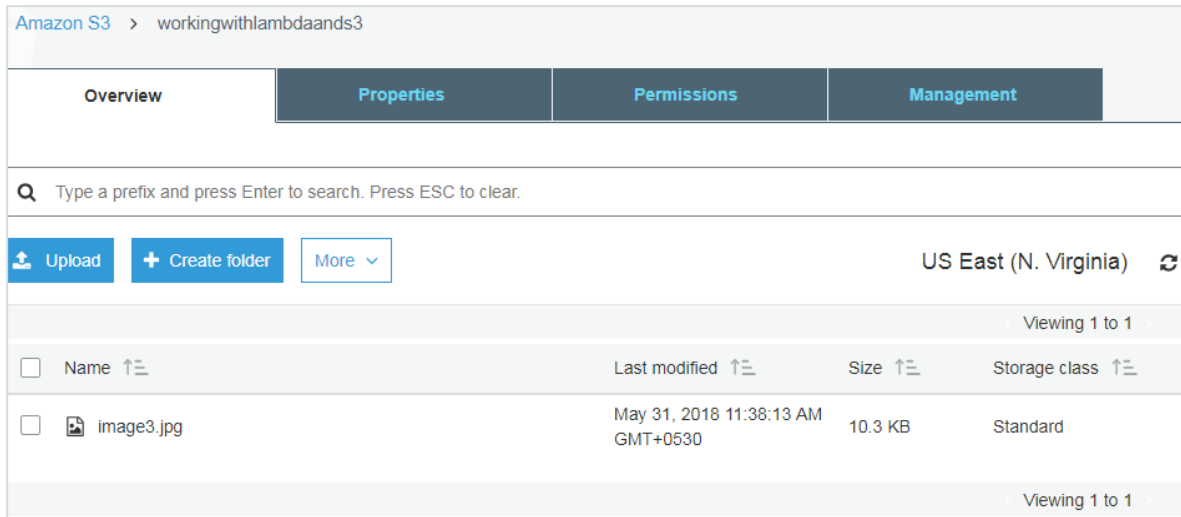 Amazon S3 > workingwithlambdaands3
Overview Properties Permissions Management
Type a prefix and press Enter to search. Press ESC to clear.
Upload + Create folder More US East (N. Virginia)
Viewing 1 to 1
Name Last modified Size Storage class
image3.jpg May 31, 2018 11:38:13 AM 10.3 KB Standard
GMT+0530
Viewing 1 to 1